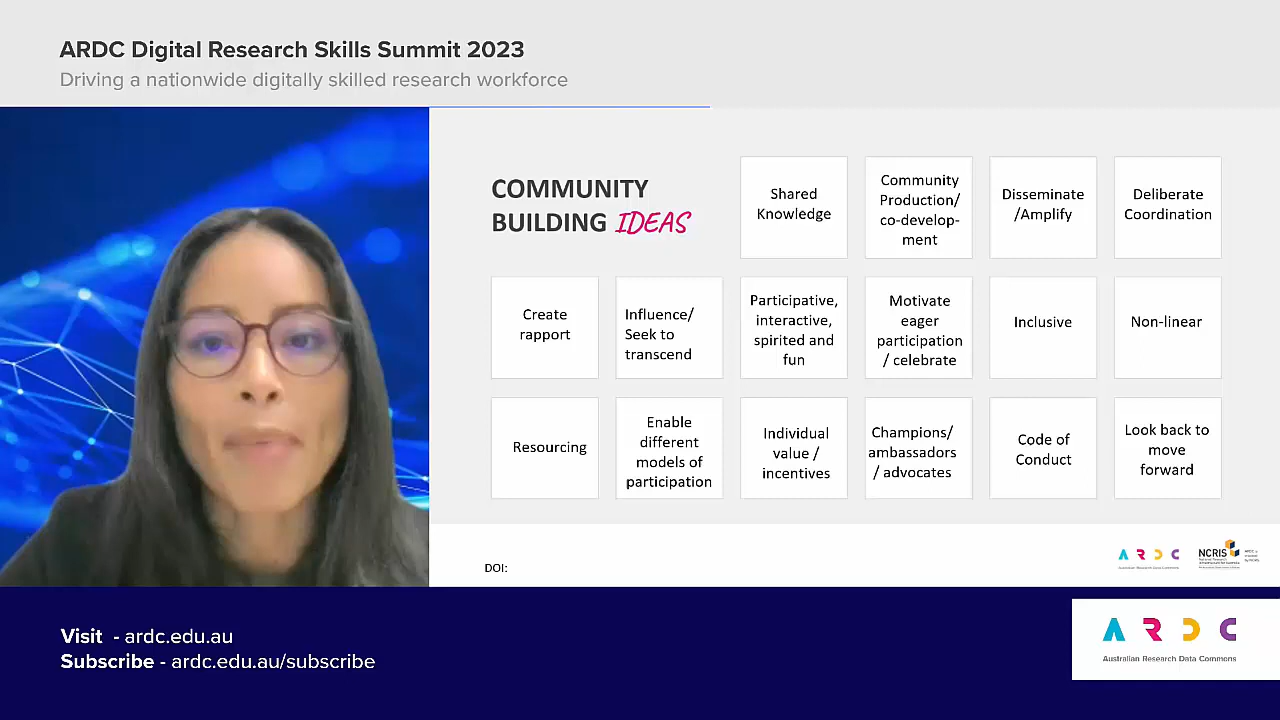 ARDC Digital Research Skills Summit 2023
Driving a nationwide digitally skilled research workforce
COMMUNITY
BUILDING IDEAS
Shared
Knowledge
Community
Production/
co-develop-
ment
Disseminate
/Amplify
Deliberate
Coordination
Create
rapport
Influence/
Seek to
transcend
Participative,
interactive,
spirited and
fun
Motivate
eager
participation
/ celebrate
Inclusive
Non-linear
Resourcing
Enable
different
models of
participation
Individual
value /
incentives
Champions/
ambassadors
/ advocates
Code of
Conduct
Look back to
move
forward
DOI:
ARDC
NCRIS
Visit - ardc.edu.au
Subscribe - ardc.edu.au/subscribe
ARDC
Australian Research Data Commons